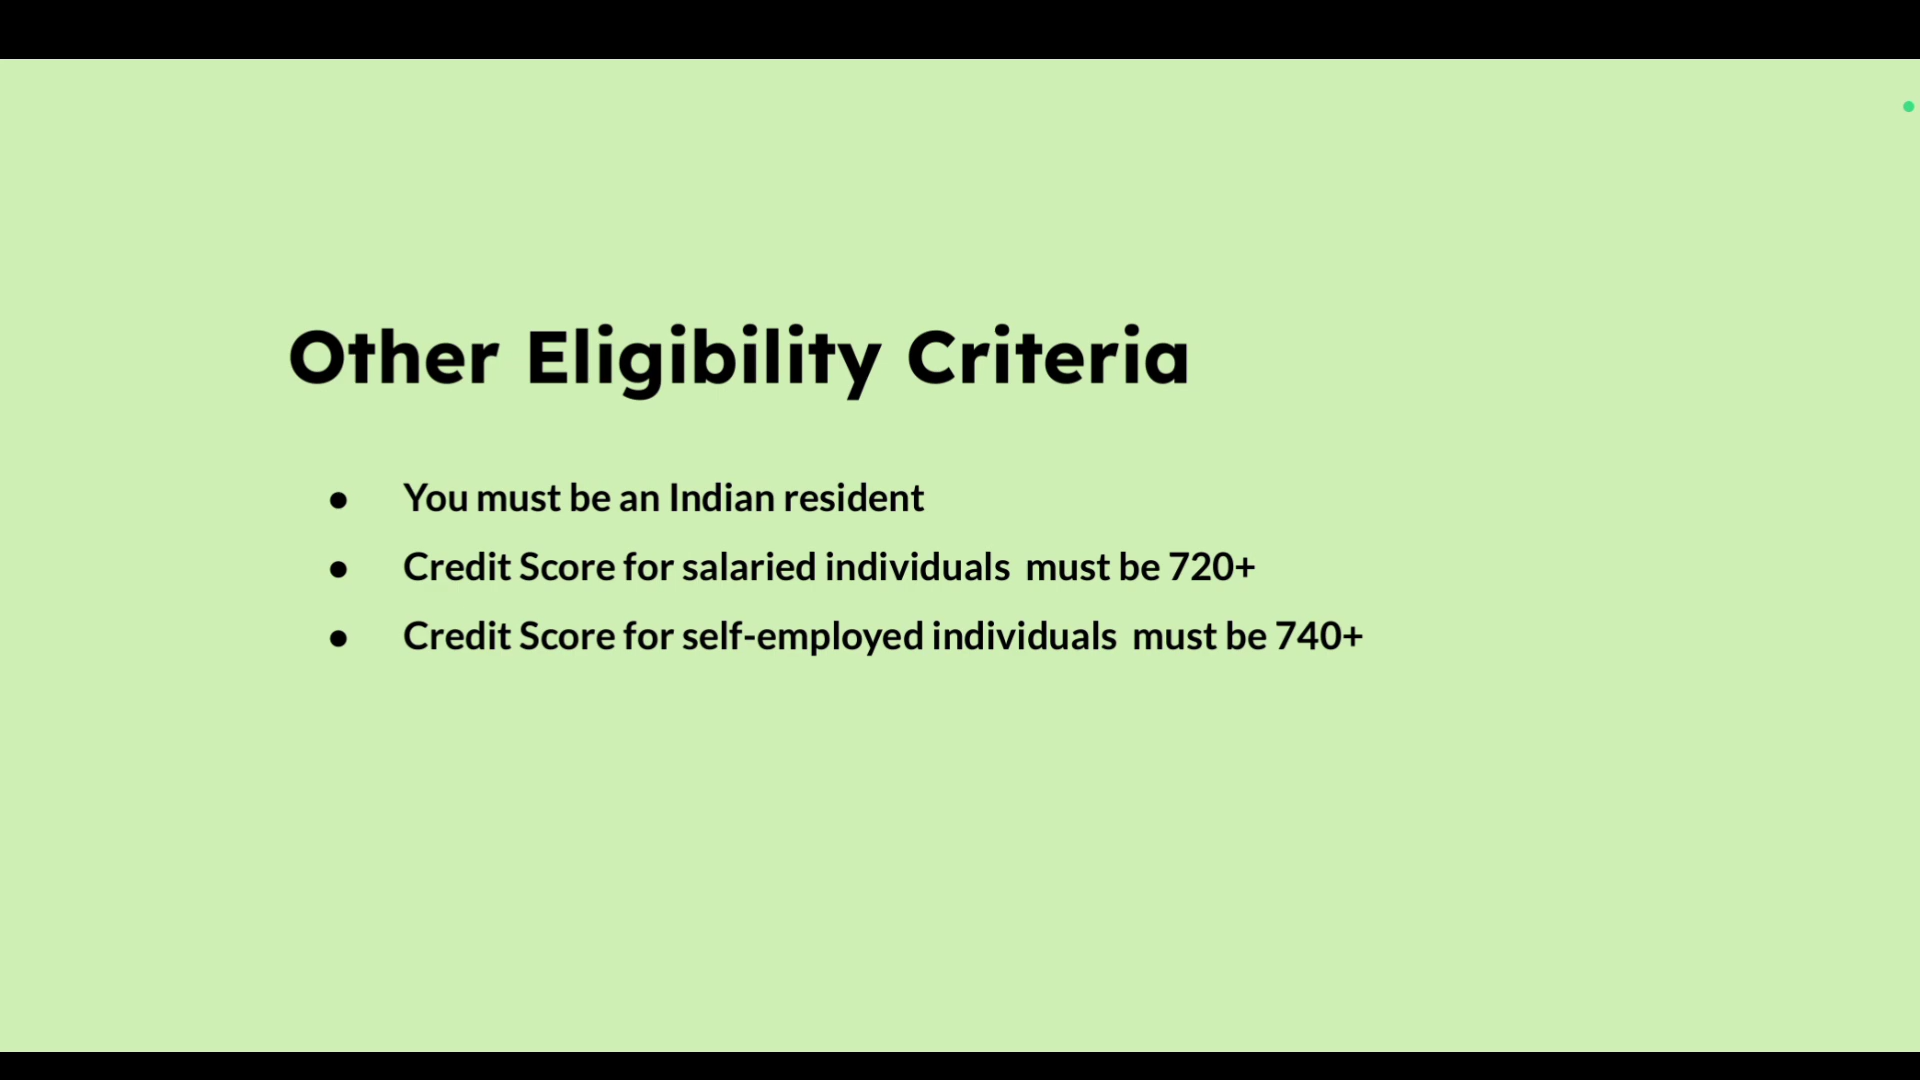 Other Eligibility Criteria
● You must be an Indian resident
● Credit Score for salaried individuals must be 720+
● Credit Score for self-employed individuals must be 740+